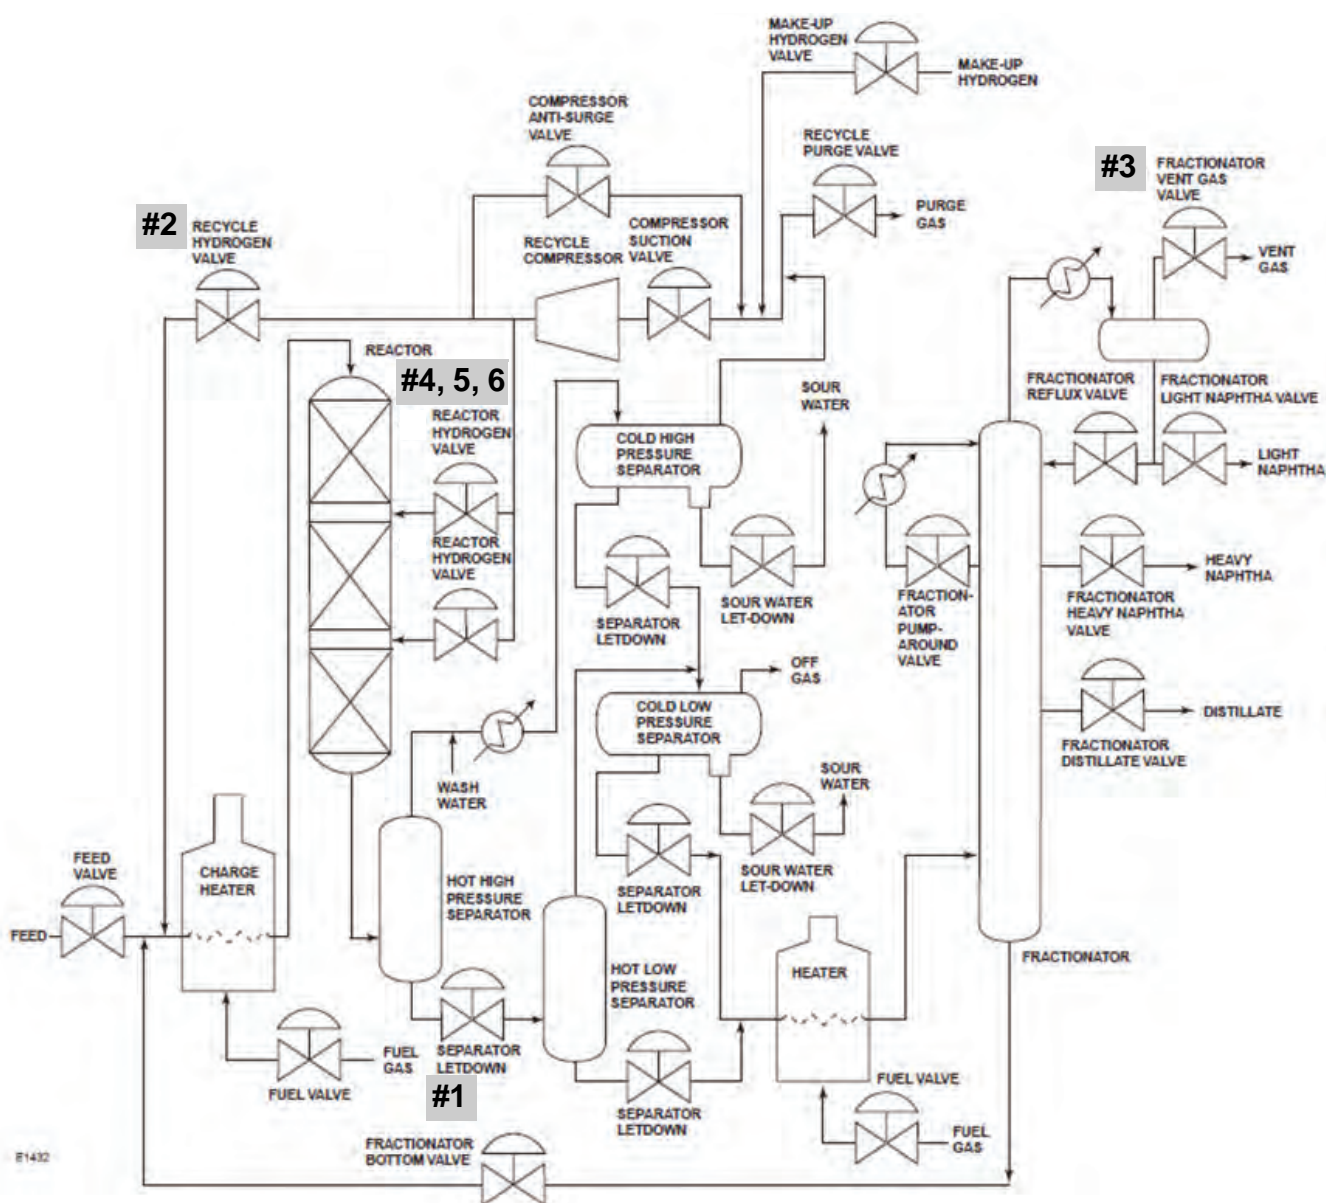 MAKE-UP
HYDROGEN
VALVE
MAKE-UP
HYDROGEN
COMPRESSOR
ANTI-SURGE
VALVE
RECYCLE
PURGE VALVE
#3
FRACTIONATOR
VENT GAS
VALVE
#2
RECYCLE
HYDROGEN
VALVE
RECYCLE
COMPRESSOR
COMPRESSOR
SUCTION
VALVE
PURGE
GAS
VENT
GAS
REACTOR
#4, 5, 6
REACTOR
HYDROGEN
VALVE
SOUR
WATER
FRACTIONATOR
REFLUX VALVE
FRACTIONATOR
LIGHT NAPHTHA VALVE
COLD HIGH
PRESSURE
SEPARATOR
LIGHT
NAPHTHA
REACTOR
HYDROGEN
VALVE
SEPARATOR
LETDOWN
SOUR WATER
LET-DOWN
FRACTION-
ATOR
PUMP-
AROUND
VALVE
FRACTIONATOR
HEAVY NAPHTHA
VALVE
HEAVY
NAPHTHA
OFF
GAS
COLD LOW
PRESSURE
SEPARATOR
DISTILLATE
FRACTIONATOR
DISTILLATE VALVE
WASH
WATER
SOUR
WATER
FEED
VALVE
CHARGE
HEATER
HOT HIGH
PRESSURE
SEPARATOR
SEPARATOR
LETDOWN
SOUR WATER
LET-DOWN
FEED
HOT LOW
PRESSURE
SEPARATOR
HEATER
FRACTIONATOR
FUEL
GAS
FUEL VALVE
SEPARATOR
LETDOWN
#1
SEPARATOR
LETDOWN
FUEL VALVE
FUEL
GAS
FRACTIONATOR
BOTTOM VALVE
E1432